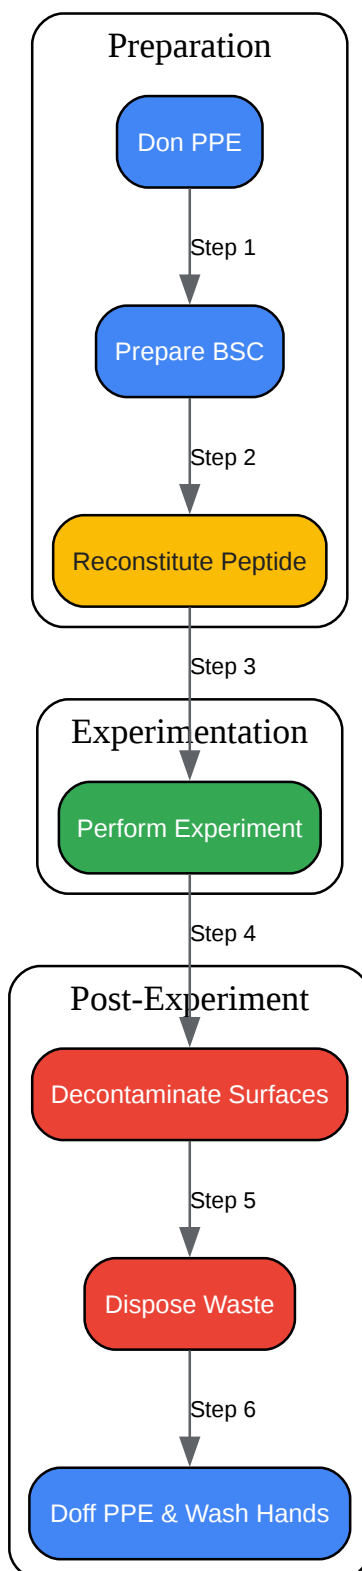 Preparation
Don PPE
Step 1
Prepare BSC
Step 2
Reconstitute Peptide
Step 3
Experimentation
Perform Experiment
Step 4
Post-Experiment
Decontaminate Surfaces
Step 5
Dispose Waste
Step 6
Doff PPE & Wash Hands